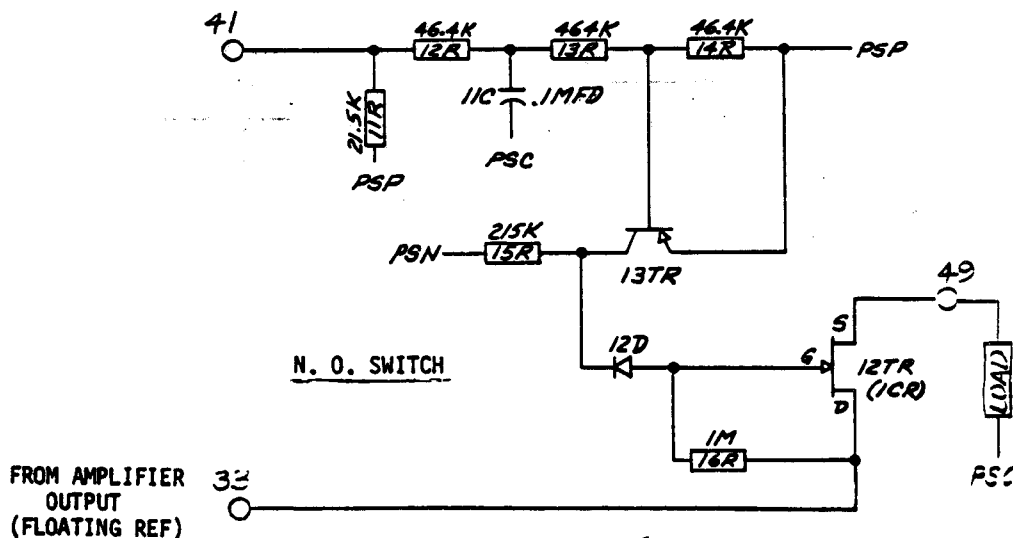 41
46.4K
12R
464K
13R
46.4K
14R
PSP
21.5K
11R
PSP
11C
.1MFD
PSC
PSN
215K
15R
13TR
49
S
G
D
12D
12TR
(1CR)
LOAD
N. O. SWITCH
1M
16R
FROM AMPLIFIER
OUTPUT
(FLOATING REF)